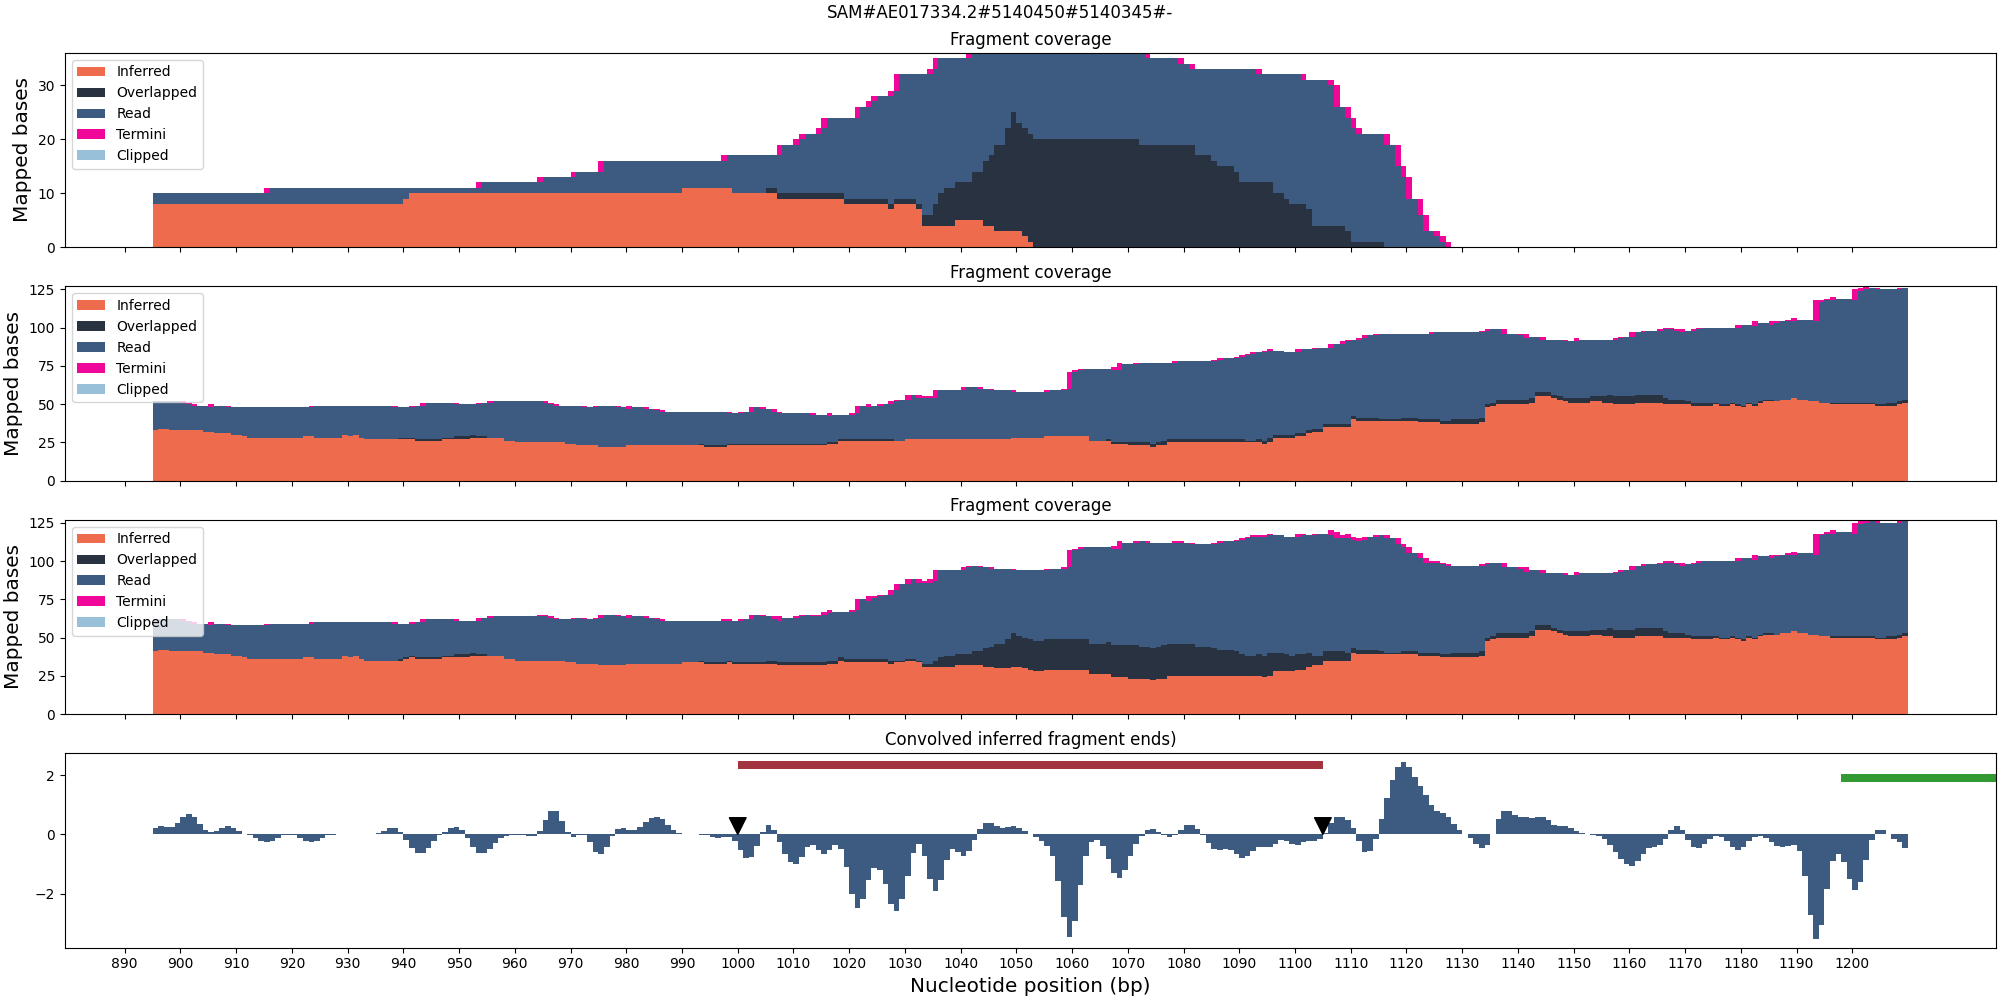 SAM#AE017334.2#5140450#5140345#-
Fragment coverage
Mapped bases
30
20
10
0
Inferred
Overlapped
Read
Termini
Clipped
Fragment coverage
Mapped bases
125
100
75
50
25
0
Inferred
Overlapped
Read
Termini
Clipped
Fragment coverage
Mapped bases
125
100
75
50
25
0
Inferred
Overlapped
Read
Termini
Clipped
Convolved inferred fragment ends)
2
0
−2
890 900 910 920 930 940 950 960 970 980 990 1000 1010 1020 1030 1040 1050 1060 1070 1080 1090 1100 1110 1120 1130 1140 1150 1160 1170 1180 1190 1200
Nucleotide position (bp)